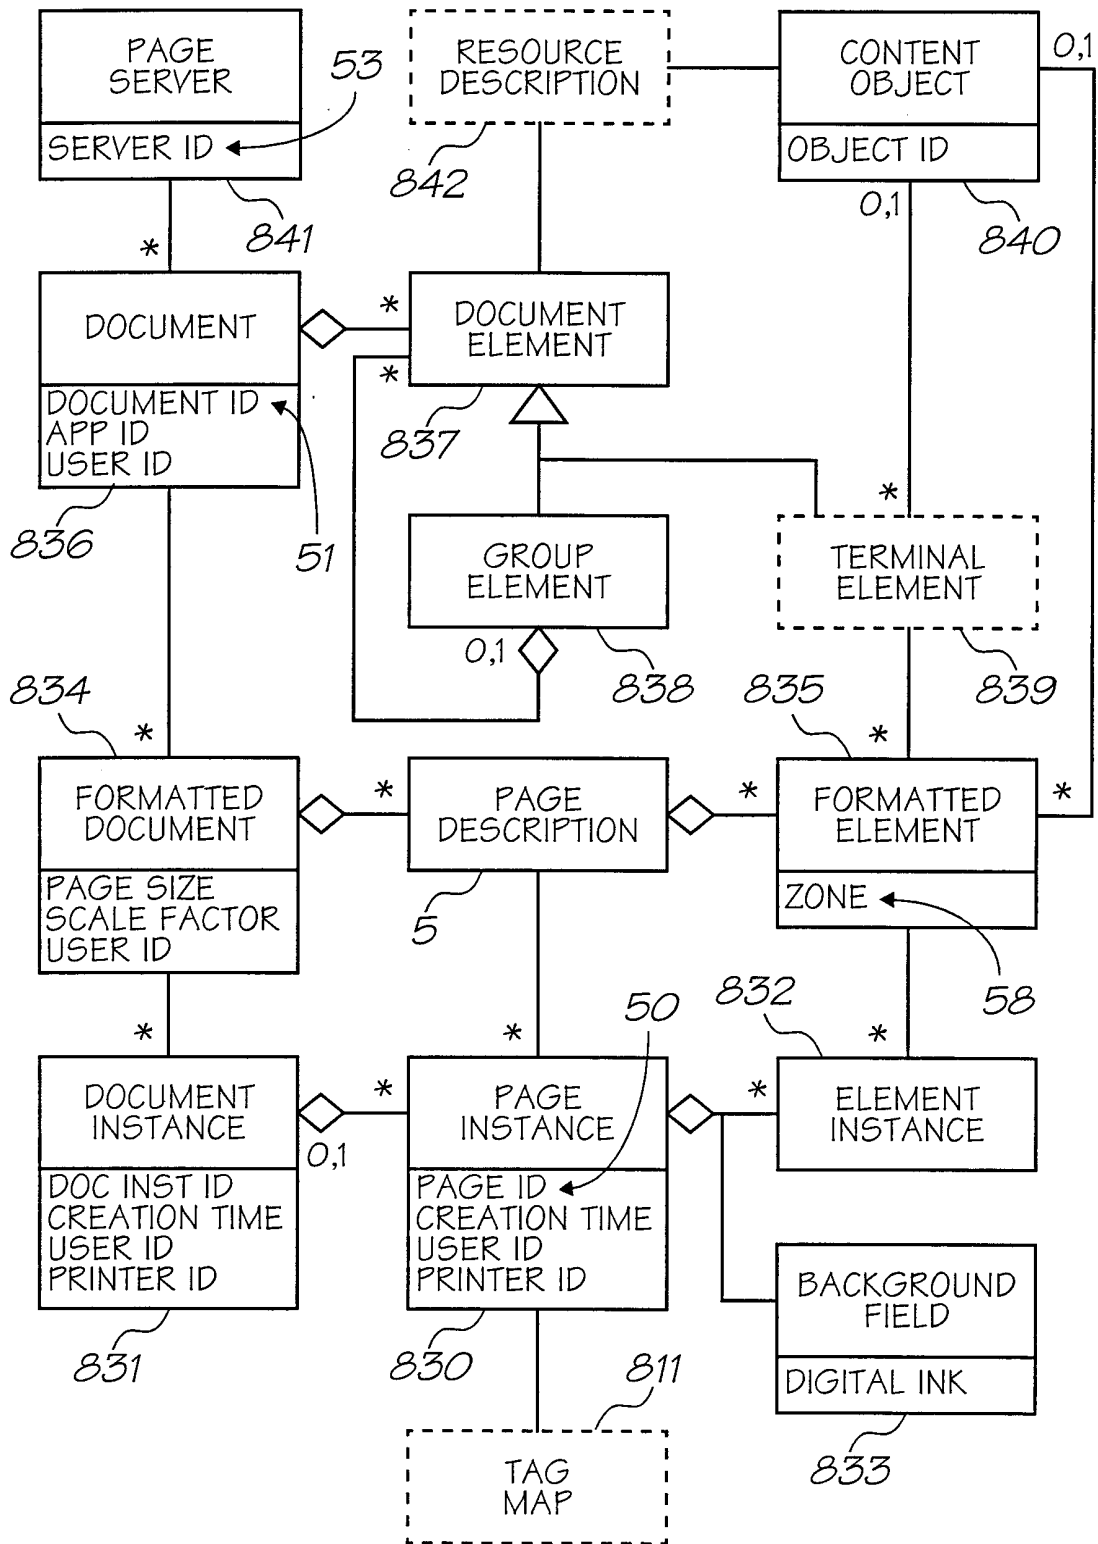 PAGE
SERVER
SERVER ID
53
841
*
RESOURCE
DESCRIPTION
842
CONTENT
OBJECT
OBJECT ID
0,1
0,1
840
DOCUMENT
DOCUMENT ID
APP ID
USER ID
836
51
*
*
DOCUMENT
ELEMENT
837
GROUP
ELEMENT
0,1
838
*
TERMINAL
ELEMENT
839
834
*
FORMATTED
DOCUMENT
PAGE SIZE
SCALE FACTOR
USER ID
*
PAGE
DESCRIPTION
5
835
*
*
*
FORMATTED
ELEMENT
ZONE
58
*
DOCUMENT
INSTANCE
0,1
DOC INST ID
CREATION TIME
USER ID
PRINTER ID
831
*
*
50
PAGE
INSTANCE
PAGE ID
CREATION TIME
USER ID
PRINTER ID
830
832
*
*
ELEMENT
INSTANCE
BACKGROUND
FIELD
DIGITAL INK
833
811
TAG
MAP